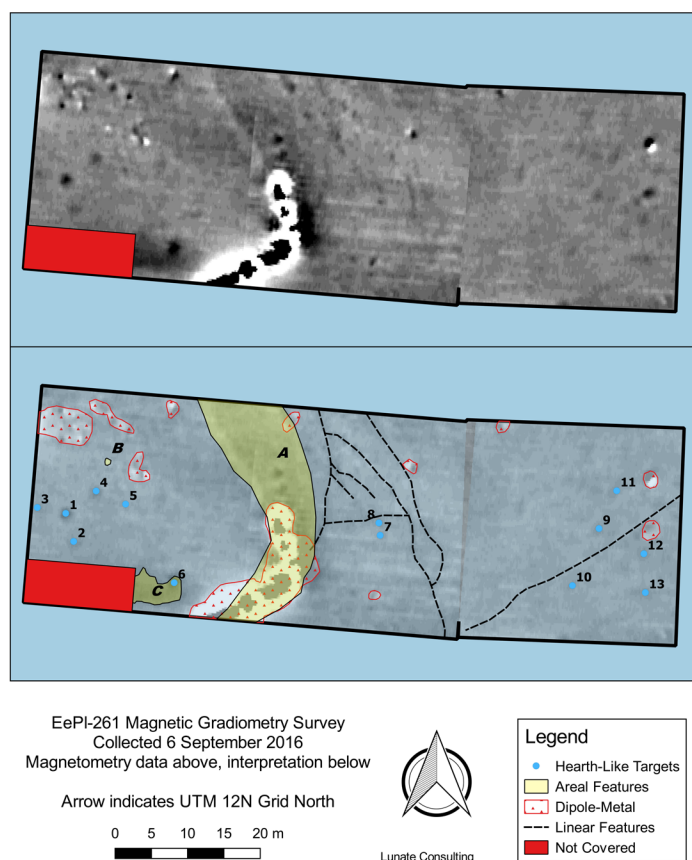 A
B
C
1
2
3
4
5
6
7
8
9
10
11
12
13
EePl-261 Magnetic Gradiometry Survey
Collected 6 September 2016
Magnetometry data above, interpretation below
Arrow indicates UTM 12N Grid North
0 5 10 15 20 m
Lunate Consulting
Legend
Hearth-Like Targets
Areal Features
Dipole-Metal
Linear Features
Not Covered